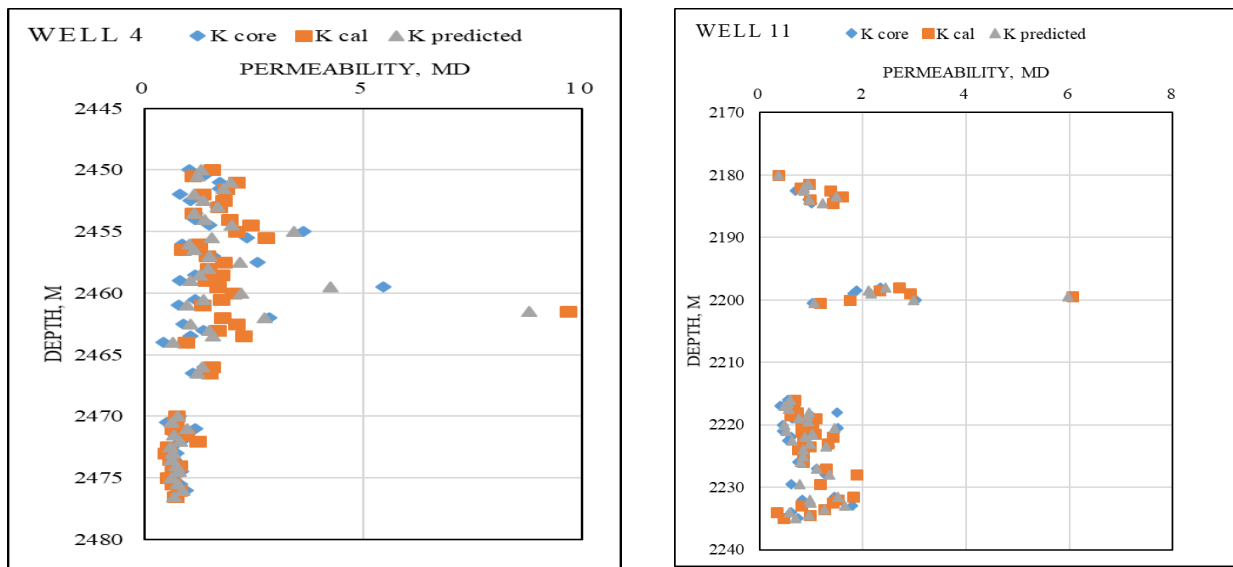 WELL 4 K core K cal K predicted
PERMEABILITY, MD
0 5 10
DEPTH, M
2445
2450
2455
2460
2465
2470
2475
2480
WELL 11 K core K cal K predicted
PERMEABILITY, MD
0 2 4 6 8
DEPTH, M
2170
2180
2190
2200
2210
2220
2230
2240